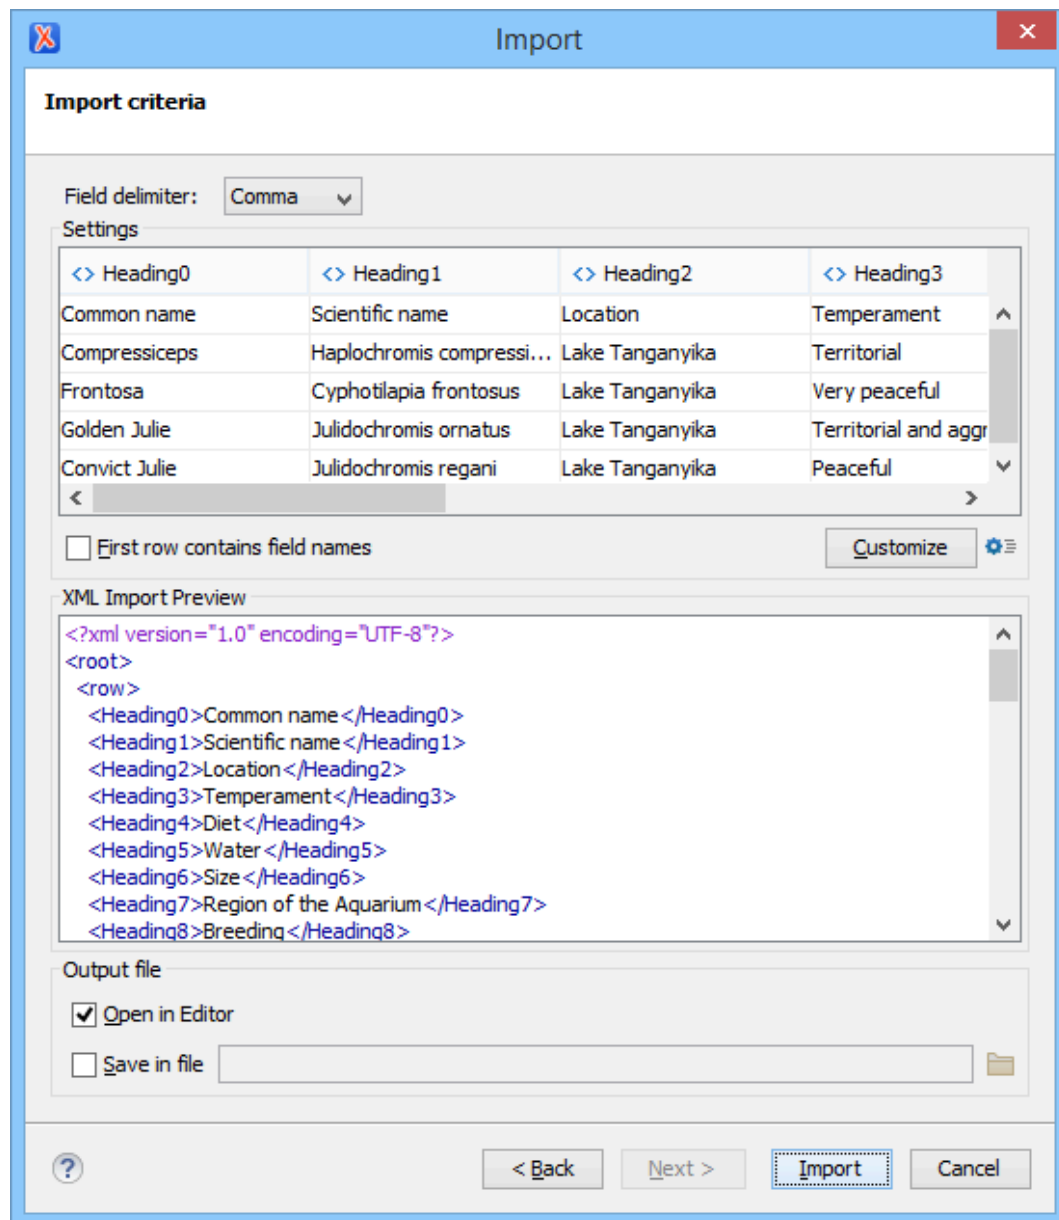 Import
Import criteria
Field delimiter: Comma
Settings
<> Heading0 <> Heading1 <> Heading2 <> Heading3
Common name Scientific name Location Temperament
Compressiceps Haplochromis compressi... Lake Tanganyika Territorial
Frontosa Cyphotilapia frontosus Lake Tanganyika Very peaceful
Golden Julie Julidochromis ornatus Lake Tanganyika Territorial and aggr
Convict Julie Julidochromis regani Lake Tanganyika Peaceful
First row contains field names Customize
XML Import Preview
<?xml version="1.0" encoding="UTF-8"?>
<root>
<row>
<Heading0>Common name</Heading0>
<Heading1>Scientific name</Heading1>
<Heading2>Location</Heading2>
<Heading3>Temperament</Heading3>
<Heading4>Diet</Heading4>
<Heading5>Water</Heading5>
<Heading6>Size</Heading6>
<Heading7>Region of the Aquarium</Heading7>
<Heading8>Breeding</Heading8>
Output file
Open in Editor
Save in file
? < Back Next > Import Cancel